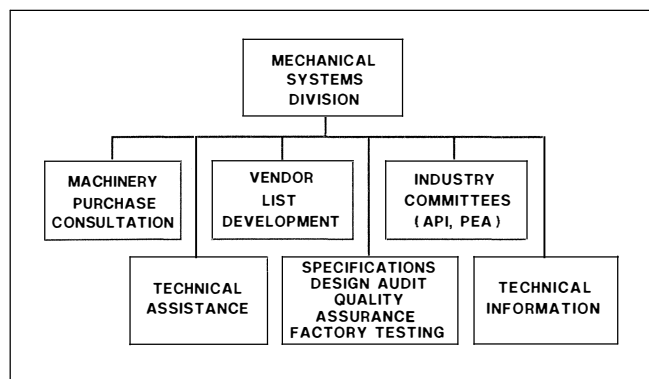 MECHANICAL
SYSTEMS
DIVISION
MACHINERY
PURCHASE
CONSULTATION
VENDOR
LIST
DEVELOPMENT
INDUSTRY
COMMITTEES
( API, PEA )
TECHNICAL
ASSISTANCE
SPECIFICATIONS
DESIGN AUDIT
QUALITY
ASSURANCE
FACTORY TESTING
TECHNICAL
INFORMATION